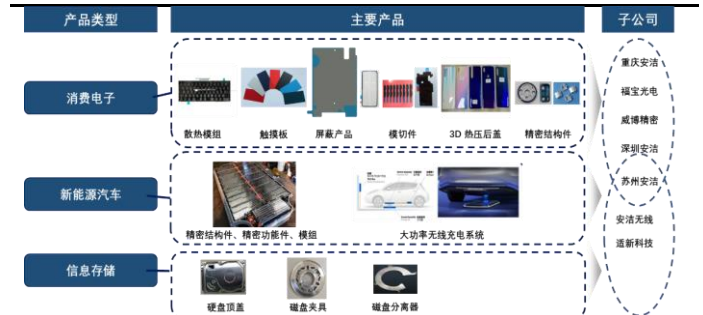 产品类型
主要产品
子公司
消费电子
散热模组
触摸板
屏蔽产品
模切件
3D 热压后盖
精密结构件
重庆安洁
福宝光电
威博精密
深圳安洁
新能源汽车
精密结构件、精密功能件、模组
大功率无线充电系统
苏州安洁
安洁无线
适新科技
信息存储
硬盘顶盖
磁盘夹具
磁盘分离器